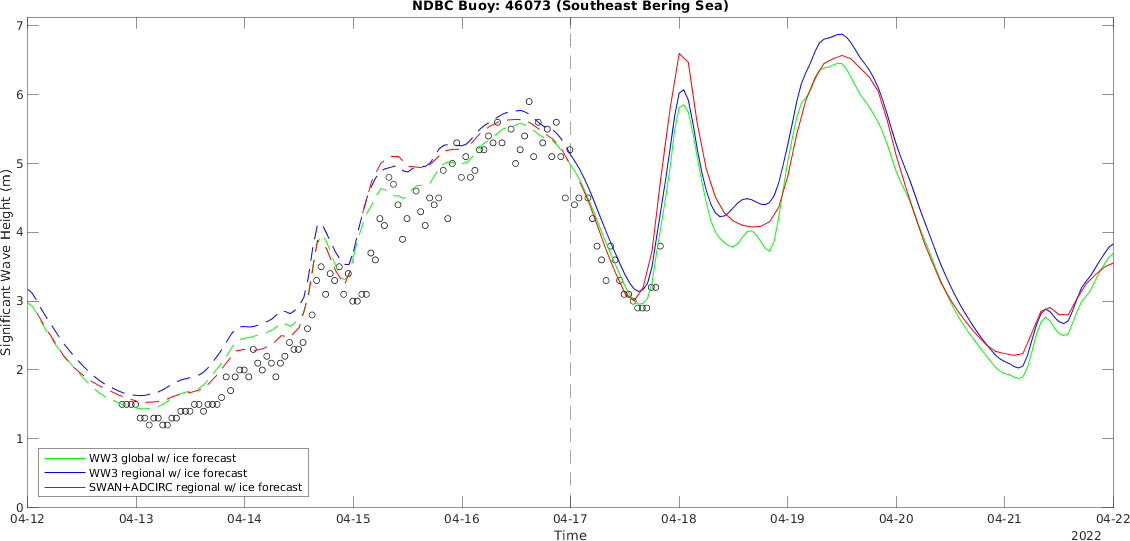 NDBC Buoy: 46073 (Southeast Bering Sea)
7
6
5
4
3
2
1
0
Significant Wave Height (m)
WW3 global w/ ice forecast
WW3 regional w/ ice forecast
SWAN+ADCIRC regional w/ ice forecast
04-12 04-13 04-14 04-15 04-16 04-17 04-18 04-19 04-20 04-21 04-22
Time
2022